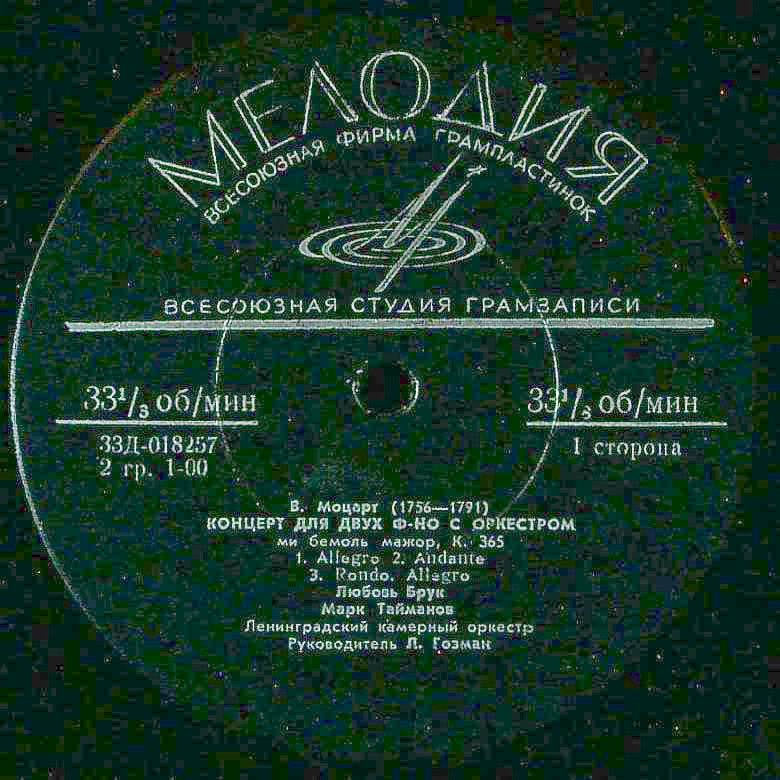 МЕЛОДИЯ
ВСЕСОЮЗНАЯ ФИРМА ГРАМПЛАСТИНОК
ВСЕСОЮЗНАЯ СТУДИЯ ГРАМЗАПИСИ
33¹/₃ об/мин
33Д-018257
2 гр. 1-00
33¹/₃ об/мин
I сторона
В. Моцарт (1756—1791)
КОНЦЕРТ ДЛЯ ДВУХ Ф-НО С ОРКЕСТРОМ
ми бемоль мажор, К. 365
1. Allegro 2. Andante
3. Rondo. Allegro
Любовь Брук
Марк Тайманов
Ленинградский камерный оркестр
Руководитель Л. Гозман